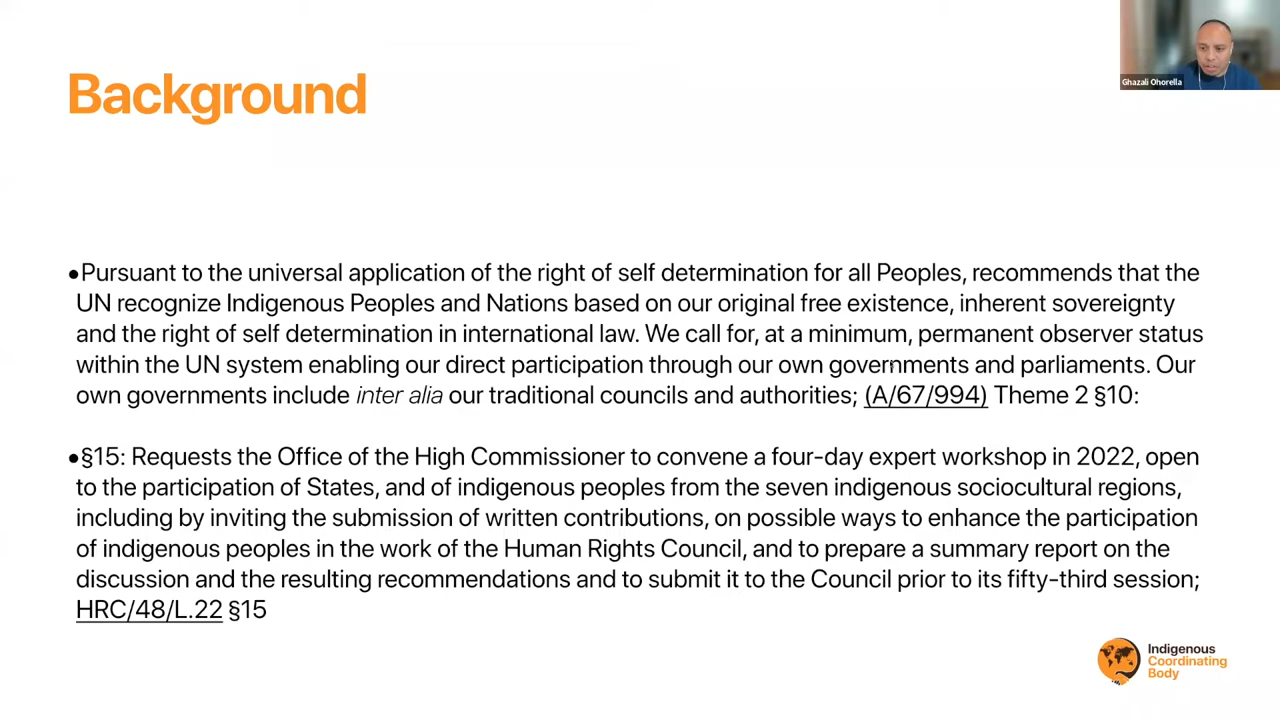 Ghazali Ohorella
Background
•Pursuant to the universal application of the right of self determination for all Peoples, recommends that the
UN recognize Indigenous Peoples and Nations based on our original free existence, inherent sovereignty
and the right of self determination in international law. We call for, at a minimum, permanent observer status
within the UN system enabling our direct participation through our own governments and parliaments. Our
own governments include inter alia our traditional councils and authorities; (A/67/994) Theme 2 §10:
•§15: Requests the Office of the High Commissioner to convene a four-day expert workshop in 2022, open
to the participation of States, and of indigenous peoples from the seven indigenous sociocultural regions,
including by inviting the submission of written contributions, on possible ways to enhance the participation
of indigenous peoples in the work of the Human Rights Council, and to prepare a summary report on the
discussion and the resulting recommendations and to submit it to the Council prior to its fifty-third session;
HRC/48/L.22 §15
Indigenous
Coordinating
Body